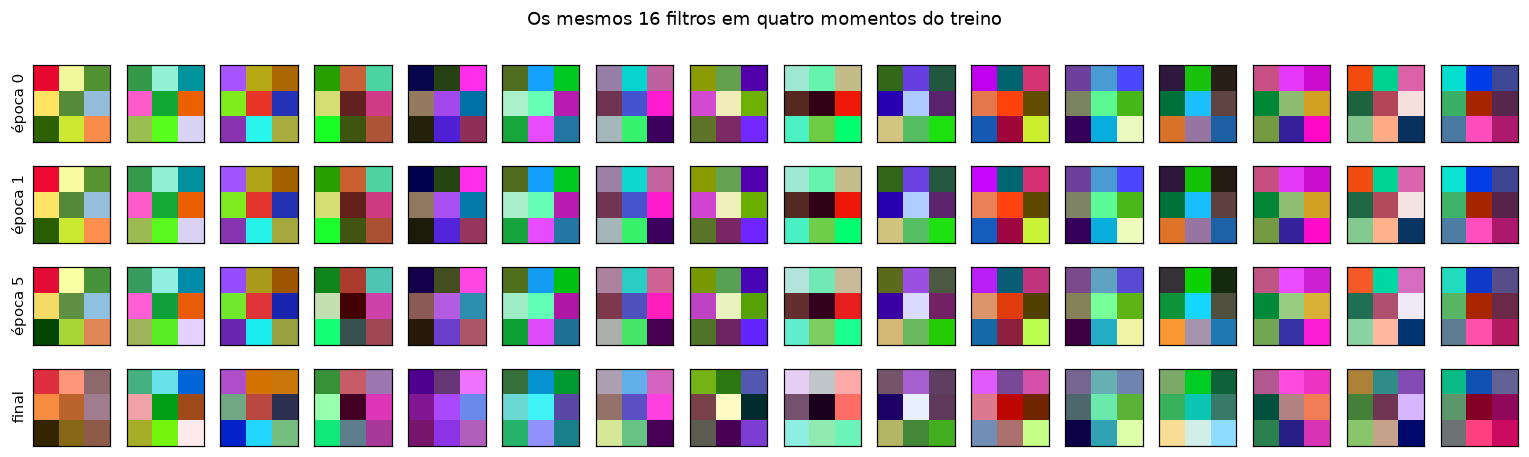 Os mesmos 16 filtros em quatro momentos do treino
época 0
época 1
época 5
final